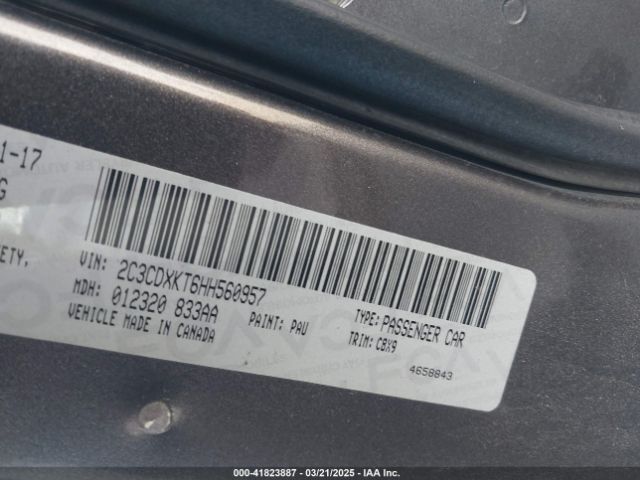 1-17
G
ETY,
VIN: 2C3CDXKT6HH560957
MDH: 012320 833AA
VEHICLE MADE IN CANADA
PAINT: PAU
TYPE: PASSENGER CAR
TRIM: CBX9
4658843
© 2000-41823887 - 03/21/2025 - IAA Inc.